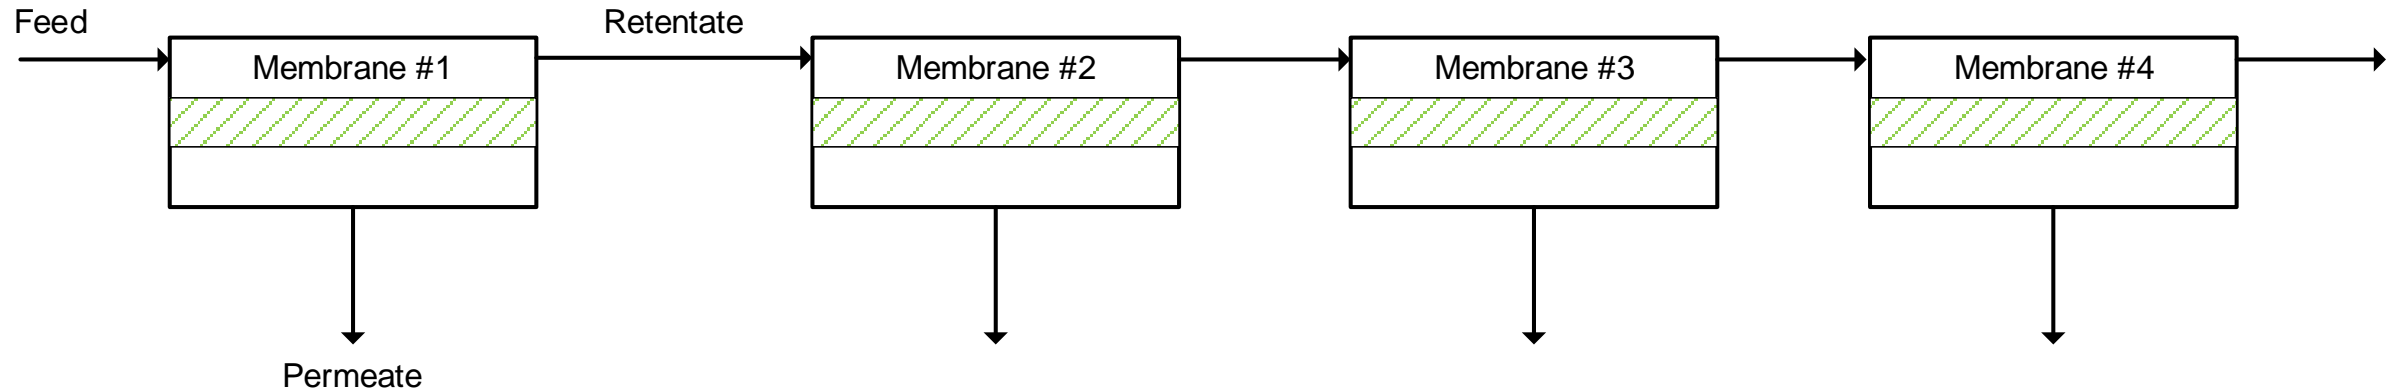 Feed
Retentate
Membrane #1
Membrane #2
Membrane #3
Membrane #4
Permeate